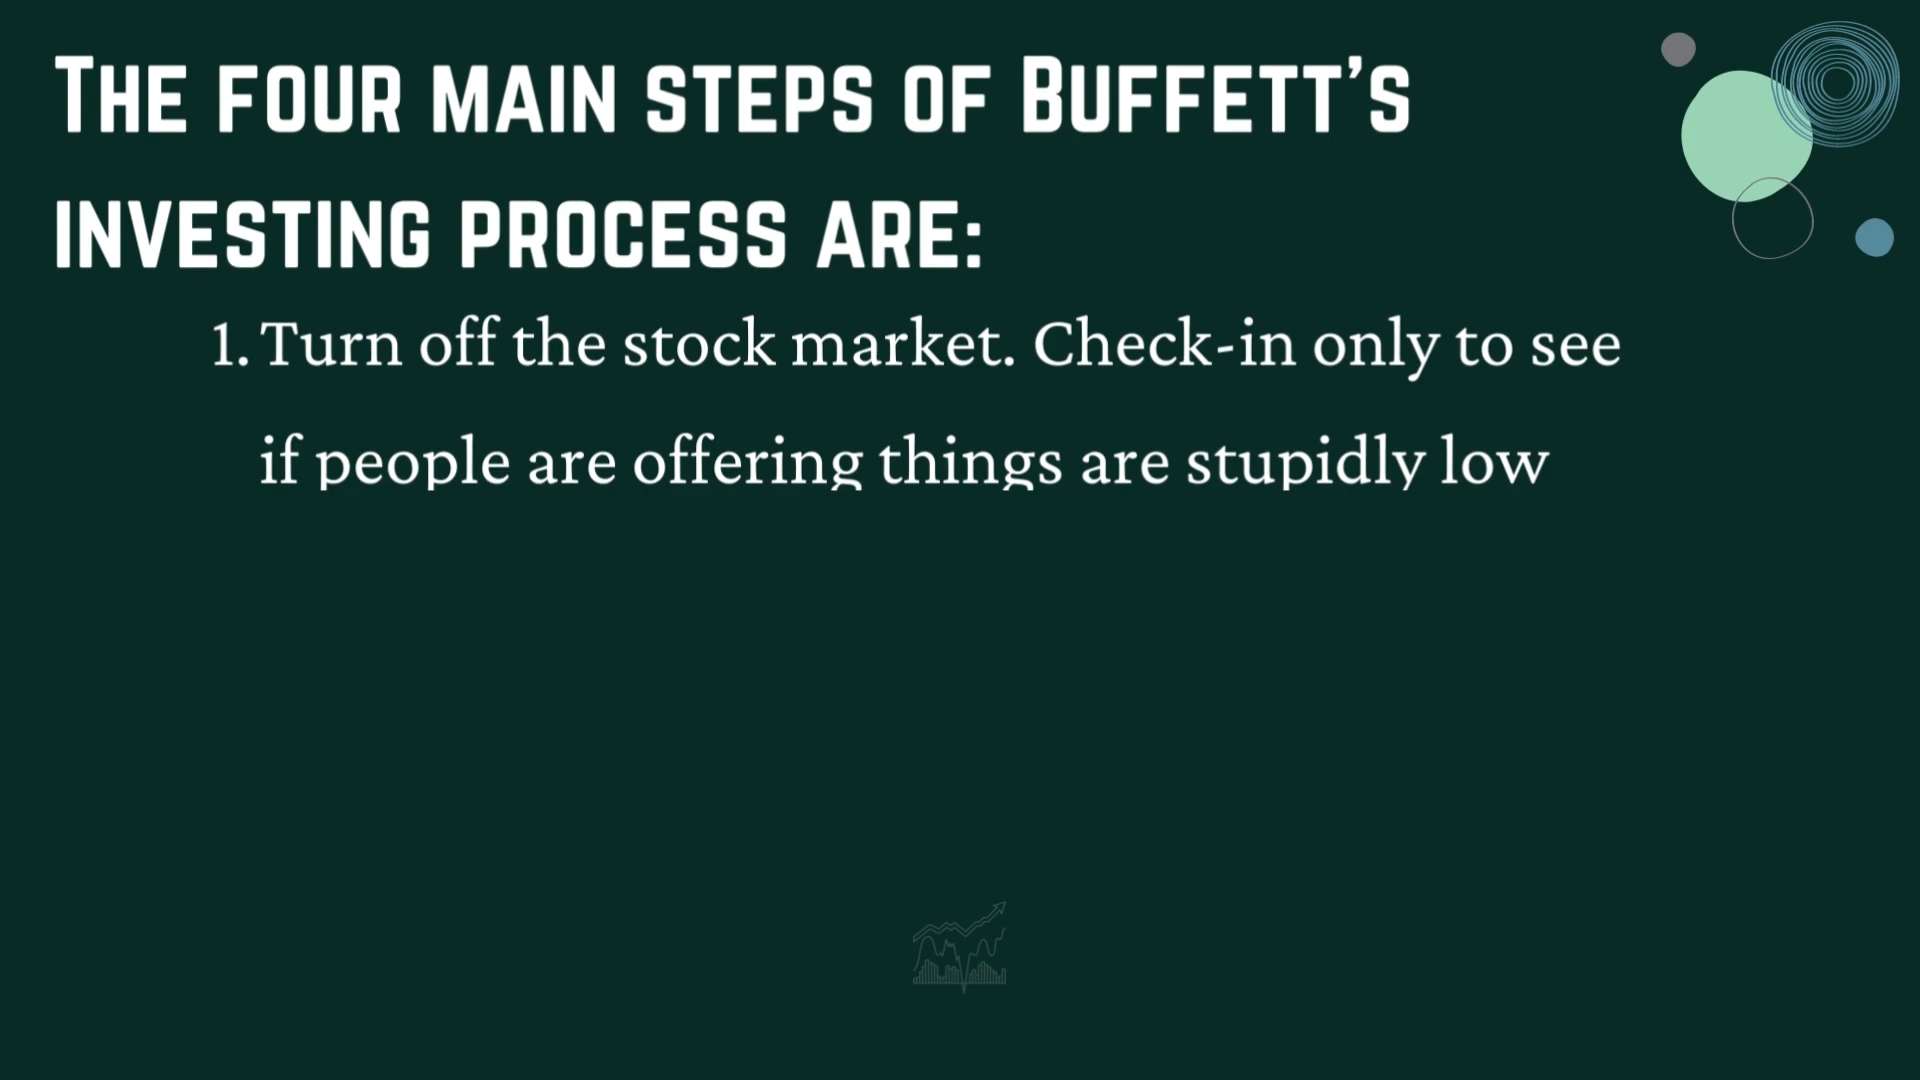 The four main steps of Buffett's
investing process are:
1. Turn off the stock market. Check-in only to see
if people are offering things are stupidly low